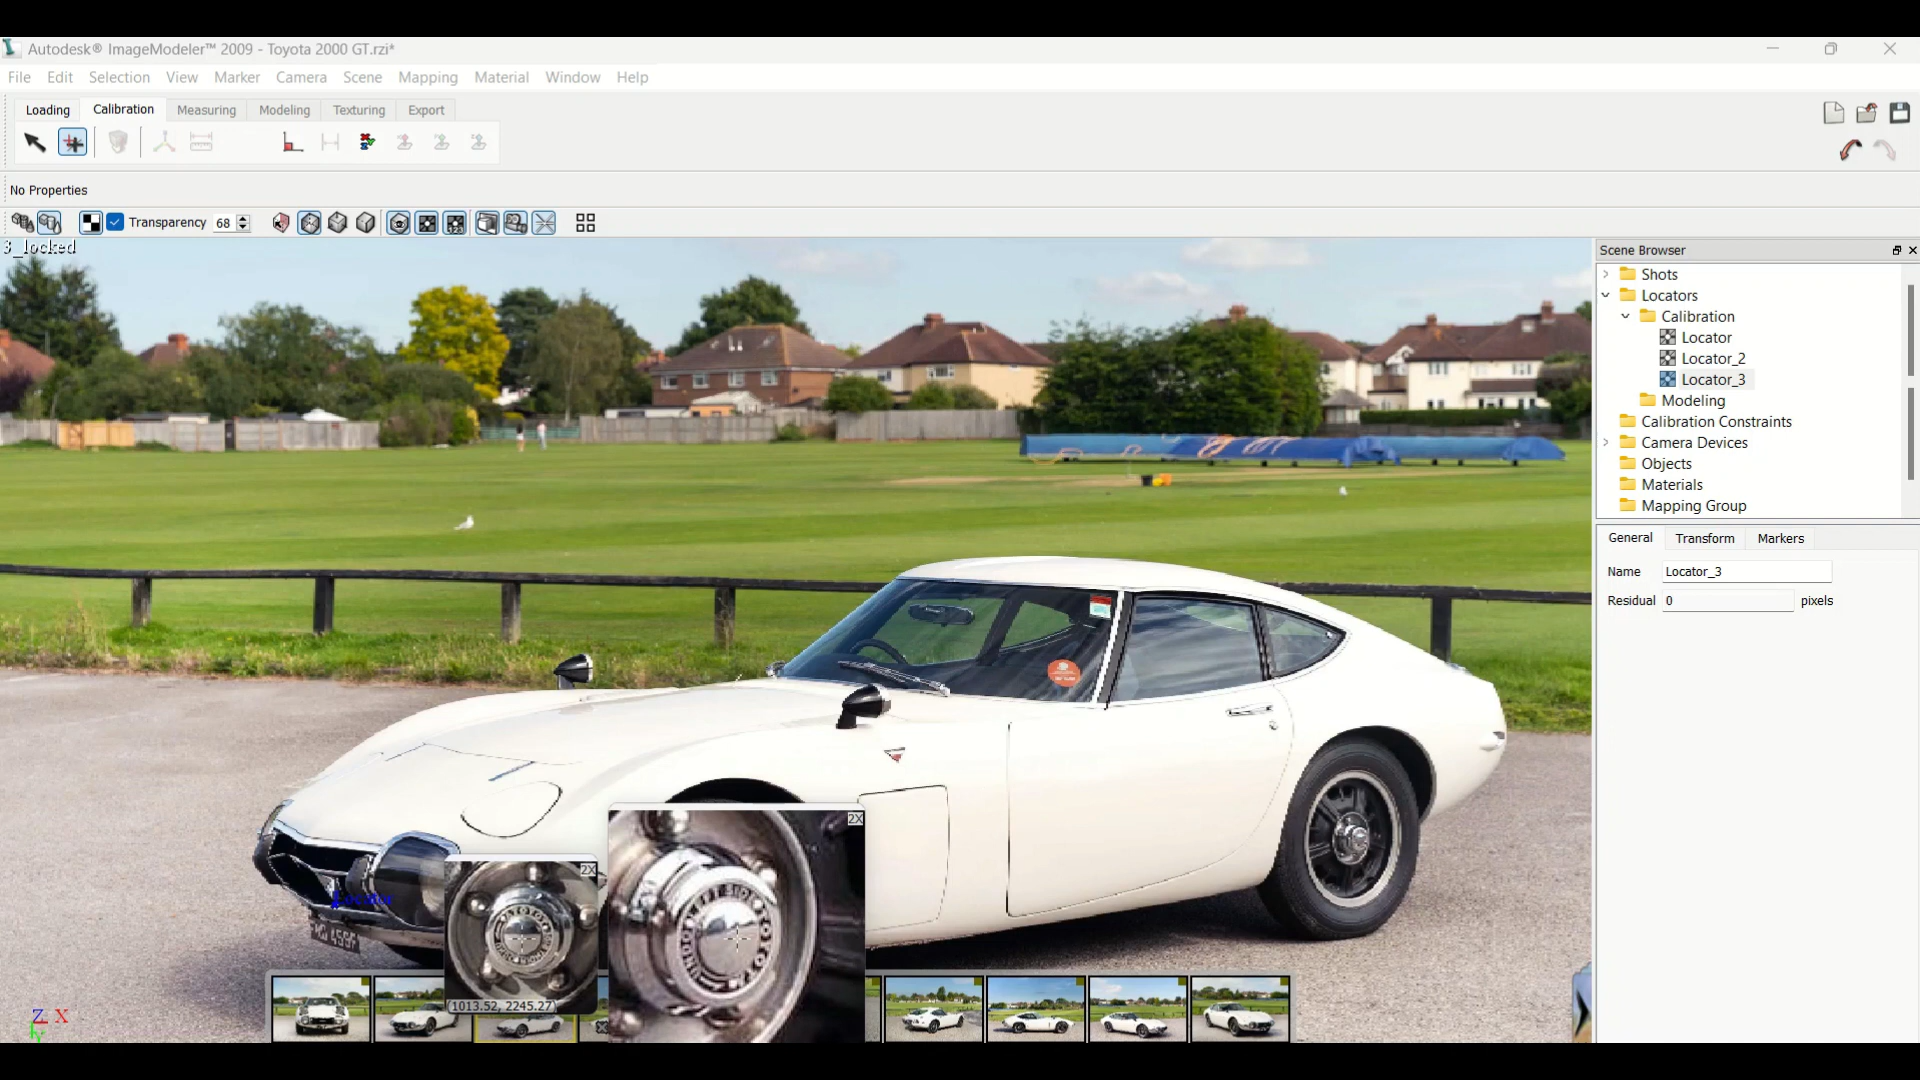 Autodesk® ImageModeler™ 2009 - Toyota 2000 GT.rzi*
File Edit Selection View Marker Camera Scene Mapping Material Window Help
Loading Calibration Measuring Modeling Texturing Export
No Properties
Transparency 68
3_locked
Scene Browser
Shots
Locators
Calibration
Locator
Locator_2
Locator_3
Modeling
Calibration Constraints
Camera Devices
Objects
Materials
Mapping Group
General Transform Markers
Name Locator_3
Residual 0 pixels
2X
2X
Locator
(1013.52, 2245.27)
Z X
Y